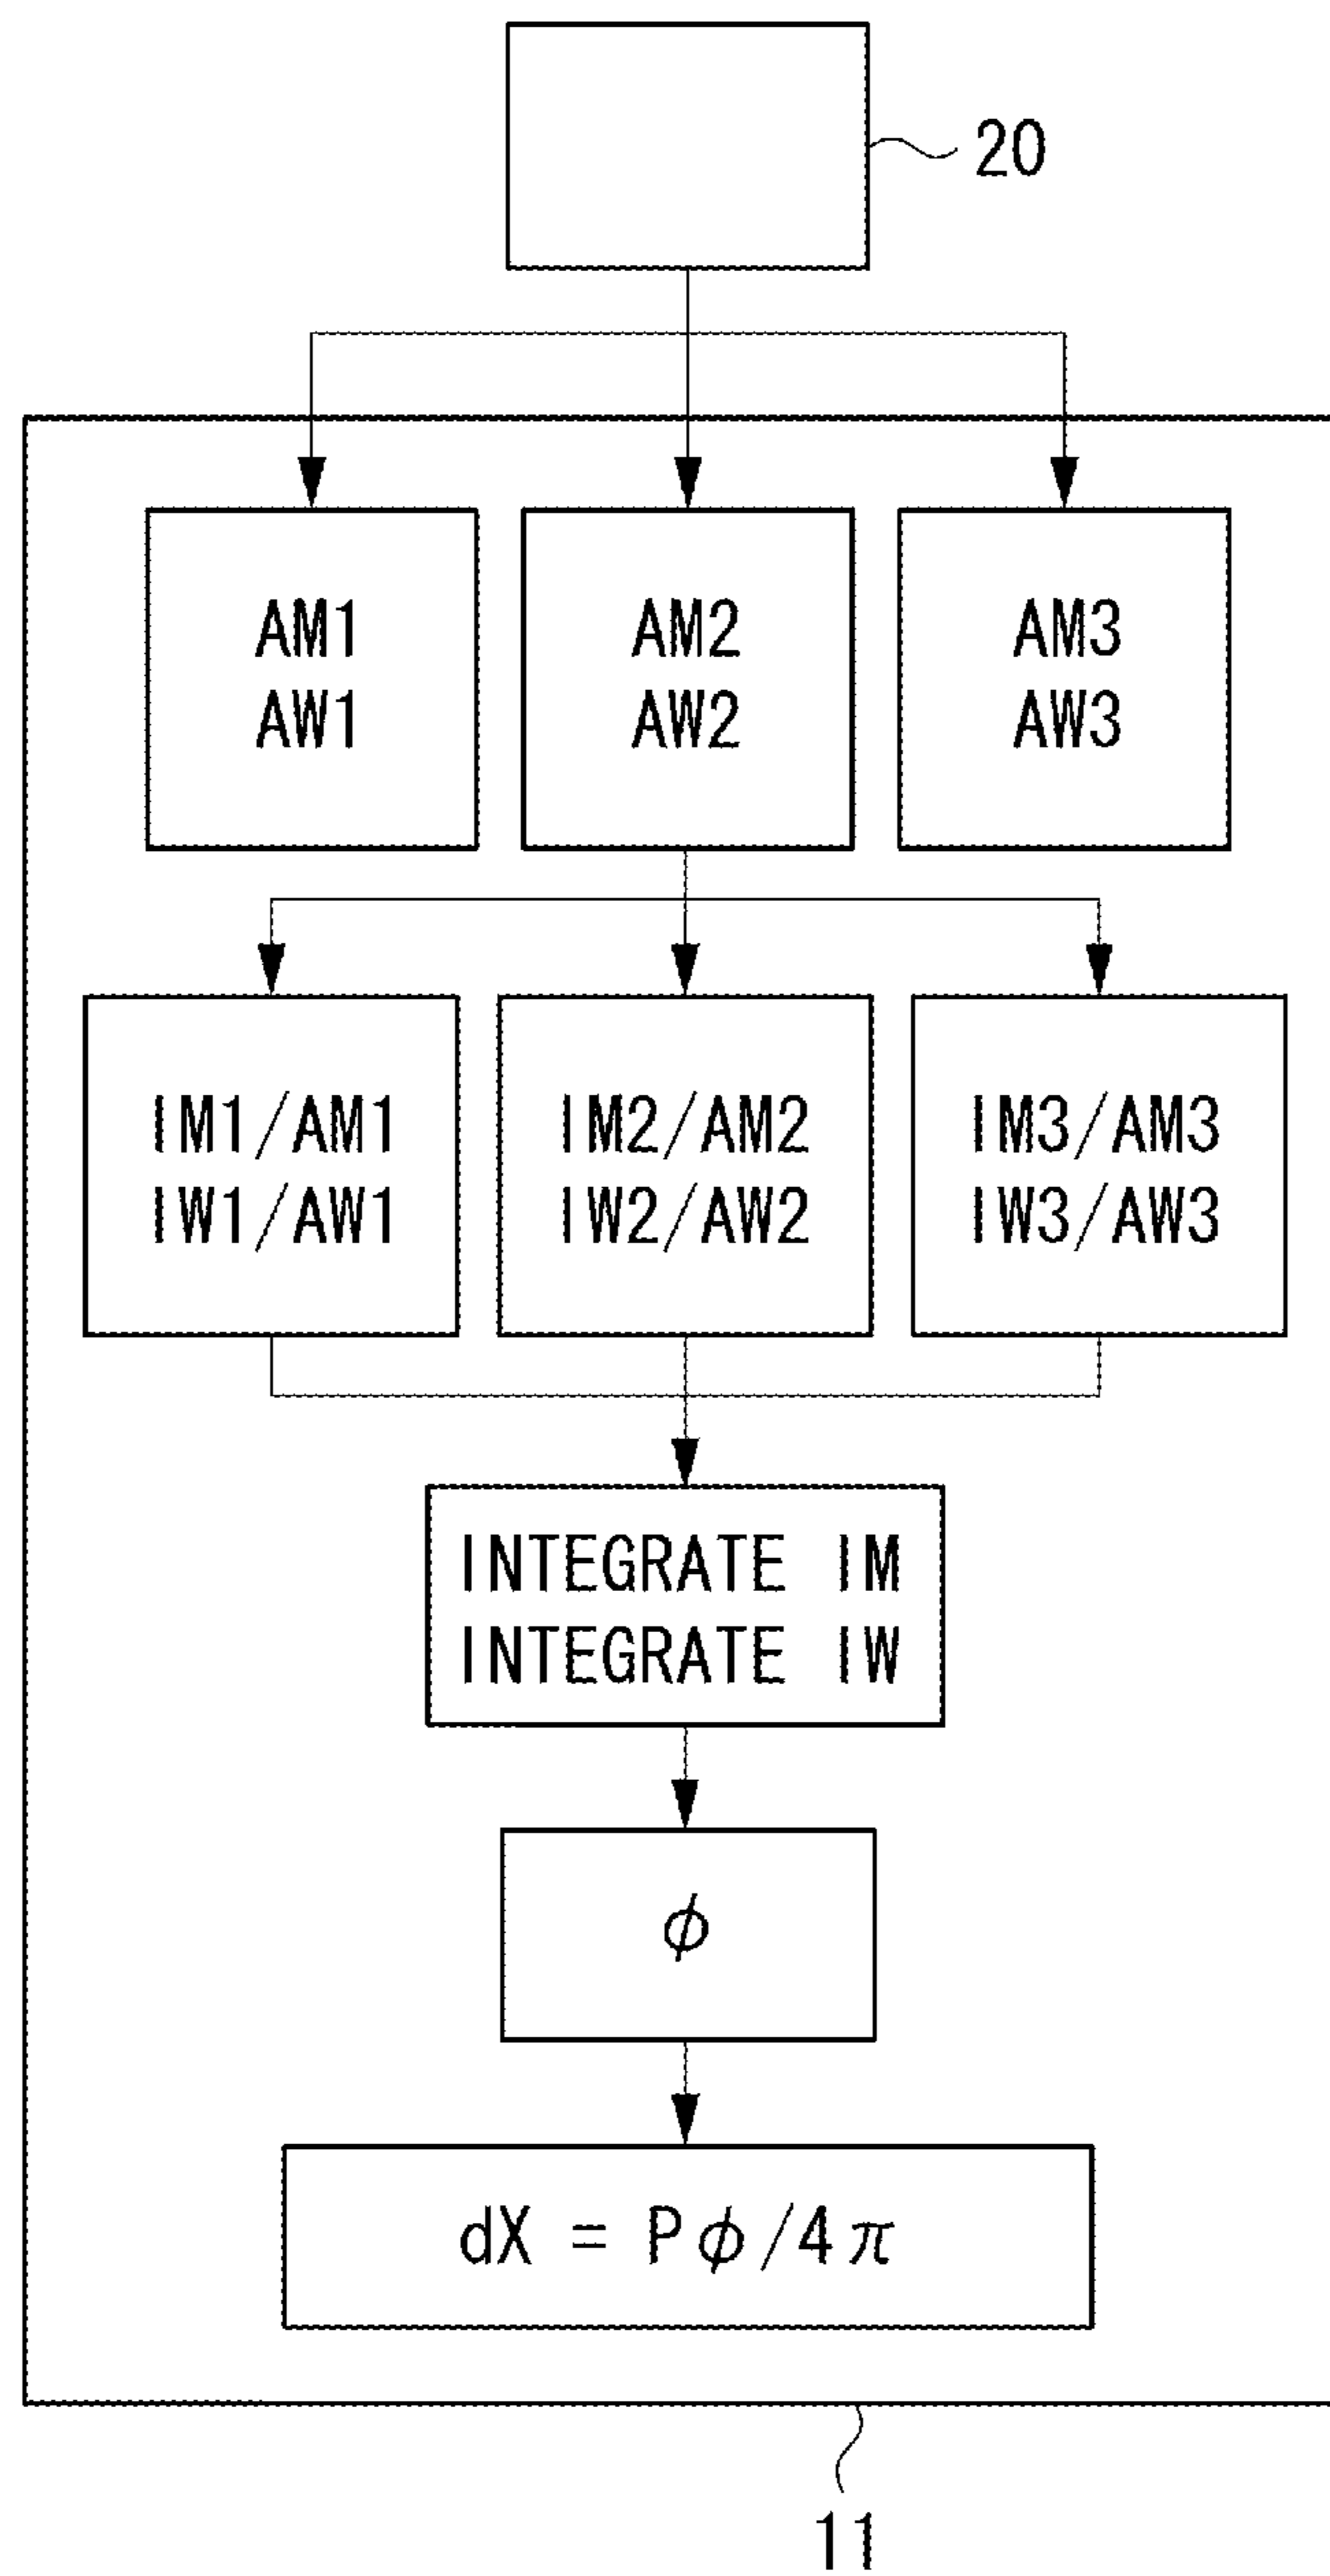 20
AM1
AW1
AM2
AW2
AM3
AW3
IM1/AM1
IW1/AW1
IM2/AM2
IW2/AW2
IM3/AM3
IW3/AW3
INTEGRATE IM
INTEGRATE IW
ϕ
dX = Pϕ/4π
11